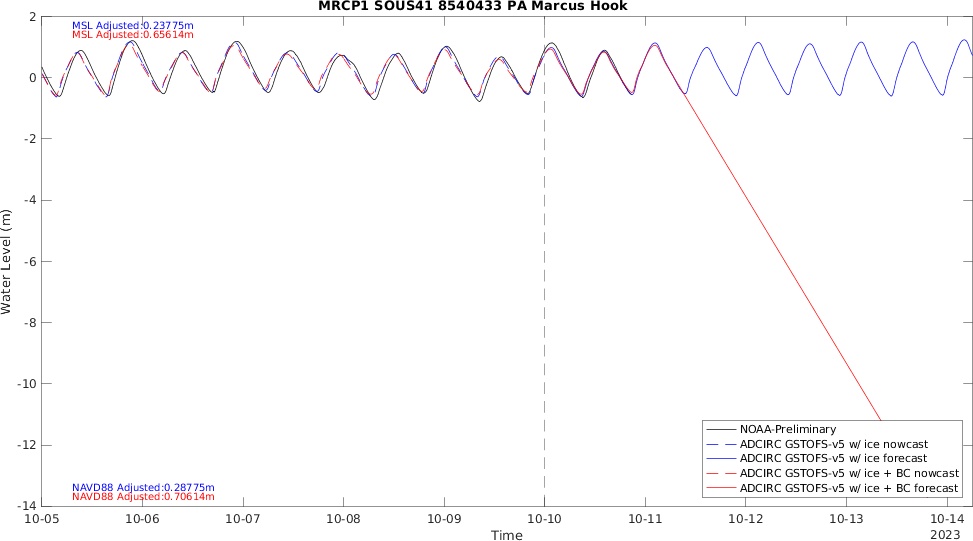 MRCP1 SOUS41 8540433 PA Marcus Hook
MSL Adjusted:0.23775m
MSL Adjusted:0.65614m
2
0
-2
-4
-6
-8
-10
-12
-14
Water Level (m)
NOAA-Preliminary
ADCIRC GSTOFS-v5 w/ ice nowcast
ADCIRC GSTOFS-v5 w/ ice forecast
ADCIRC GSTOFS-v5 w/ ice + BC nowcast
ADCIRC GSTOFS-v5 w/ ice + BC forecast
NAVD88 Adjusted:0.28775m
NAVD88 Adjusted:0.70614m
10-05 10-06 10-07 10-08 10-09 10-10 10-11 10-12 10-13 10-14
2023
Time